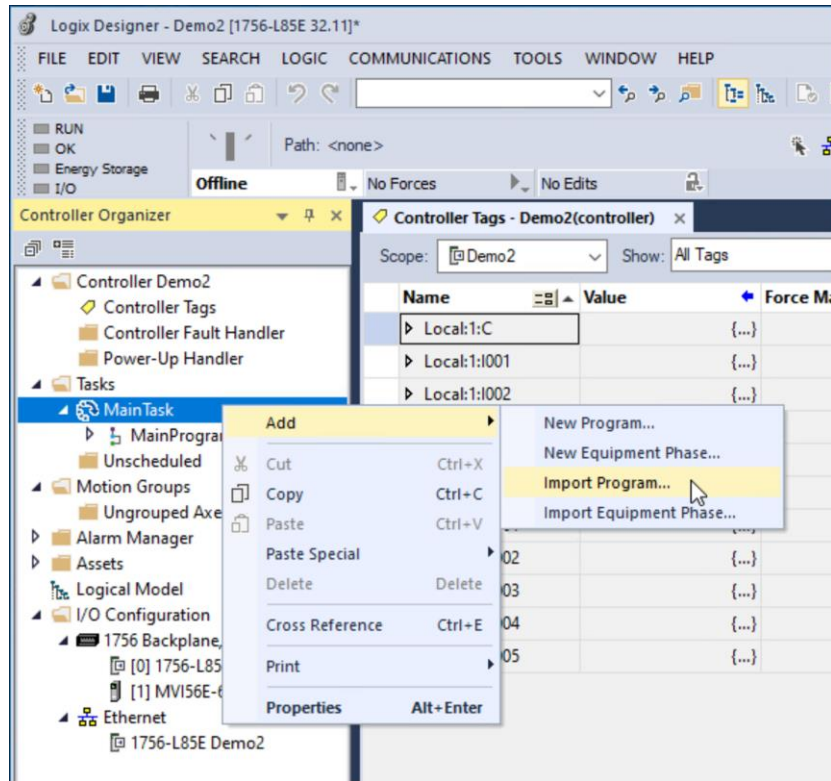 Logix Designer - Demo2 [1756-L85E 32.11]*
FILE EDIT VIEW SEARCH LOGIC COMMUNICATIONS TOOLS WINDOW HELP
RUN
OK
Energy Storage
I/O
Path: <none>
Offline No Forces No Edits
Controller Organizer
Controller Tags - Demo2(controller)
Scope: Demo2 Show: All Tags
Name Value Force
Local:1:C {...}
Local:1:I001 {...}
Local:1:I002 {...}
Controller Demo2
Controller Tags
Controller Fault Handler
Power-Up Handler
Tasks
MainTask
Unscheduled
Motion Groups
Ungrouped
Alarm Manager
Assets
Logical Model
I/O Configuration
1756 Backplane,
[0] 1756-L85
[1] MVI56E-
Ethernet
1756-L85E Demo2
Add
Cut Ctrl+X
Copy Ctrl+C
Paste Ctrl+V
Paste Special
Delete Delete
Cross Reference Ctrl+E
Print
Properties Alt+Enter
New Program...
New Equipment Phase...
Import Program...
Import Equipment Phase...
02 {...}
03 {...}
04 {...}
05 {...}